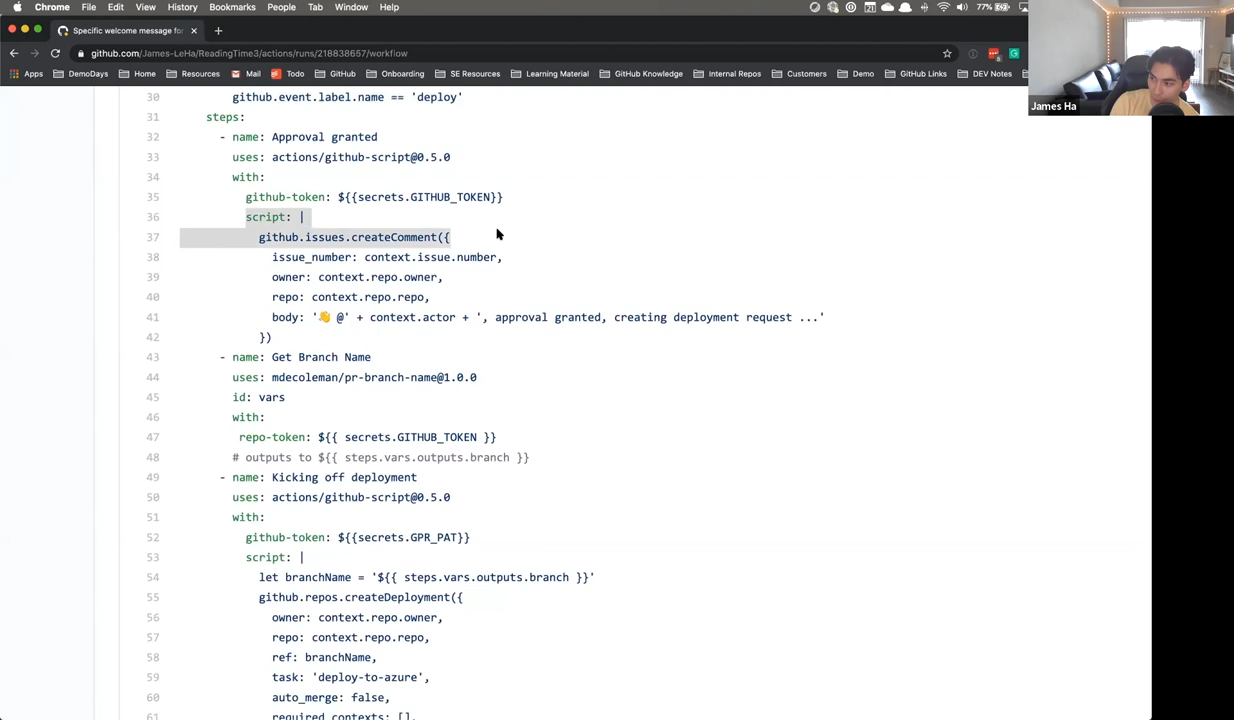 Chrome File Edit View History Bookmarks People Tab Window Help
77%
Specific welcome message for
github.com/James-LeHa/ReadingTime3/actions/runs/218838657/workflow
Apps DemoDays Home Resources Mail Todo GitHub Onboarding SE Resources Learning Material GitHub Knowledge Internal Repos Customers Demo GitHub Links DEV Notes
James Ha
30 github.event.label.name == 'deploy'
31 steps:
32 - name: Approval granted
33 uses: actions/github-script@0.5.0
34 with:
35 github-token: ${{secrets.GITHUB_TOKEN}}
36 script: |
37 github.issues.createComment({
38 issue_number: context.issue.number,
39 owner: context.repo.owner,
40 repo: context.repo.repo,
41 body: '👋 @' + context.actor + ', approval granted, creating deployment request ...'
42 })
43 - name: Get Branch Name
44 uses: mdecoleman/pr-branch-name@1.0.0
45 id: vars
46 with:
47 repo-token: ${{ secrets.GITHUB_TOKEN }}
48 # outputs to ${{ steps.vars.outputs.branch }}
49 - name: Kicking off deployment
50 uses: actions/github-script@0.5.0
51 with:
52 github-token: ${{secrets.GPR_PAT}}
53 script: |
54 let branchName = '${{ steps.vars.outputs.branch }}'
55 github.repos.createDeployment({
56 owner: context.repo.owner,
57 repo: context.repo.repo,
58 ref: branchName,
59 task: 'deploy-to-azure',
60 auto_merge: false,
61 required_contexts: [],